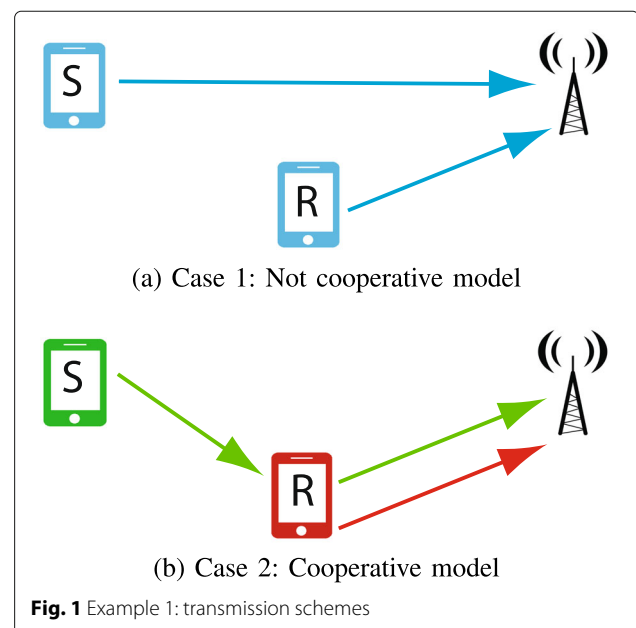 S
R
(a) Case 1: Not cooperative model
S
R
(b) Case 2: Cooperative model
Fig. 1 Example 1: transmission schemes